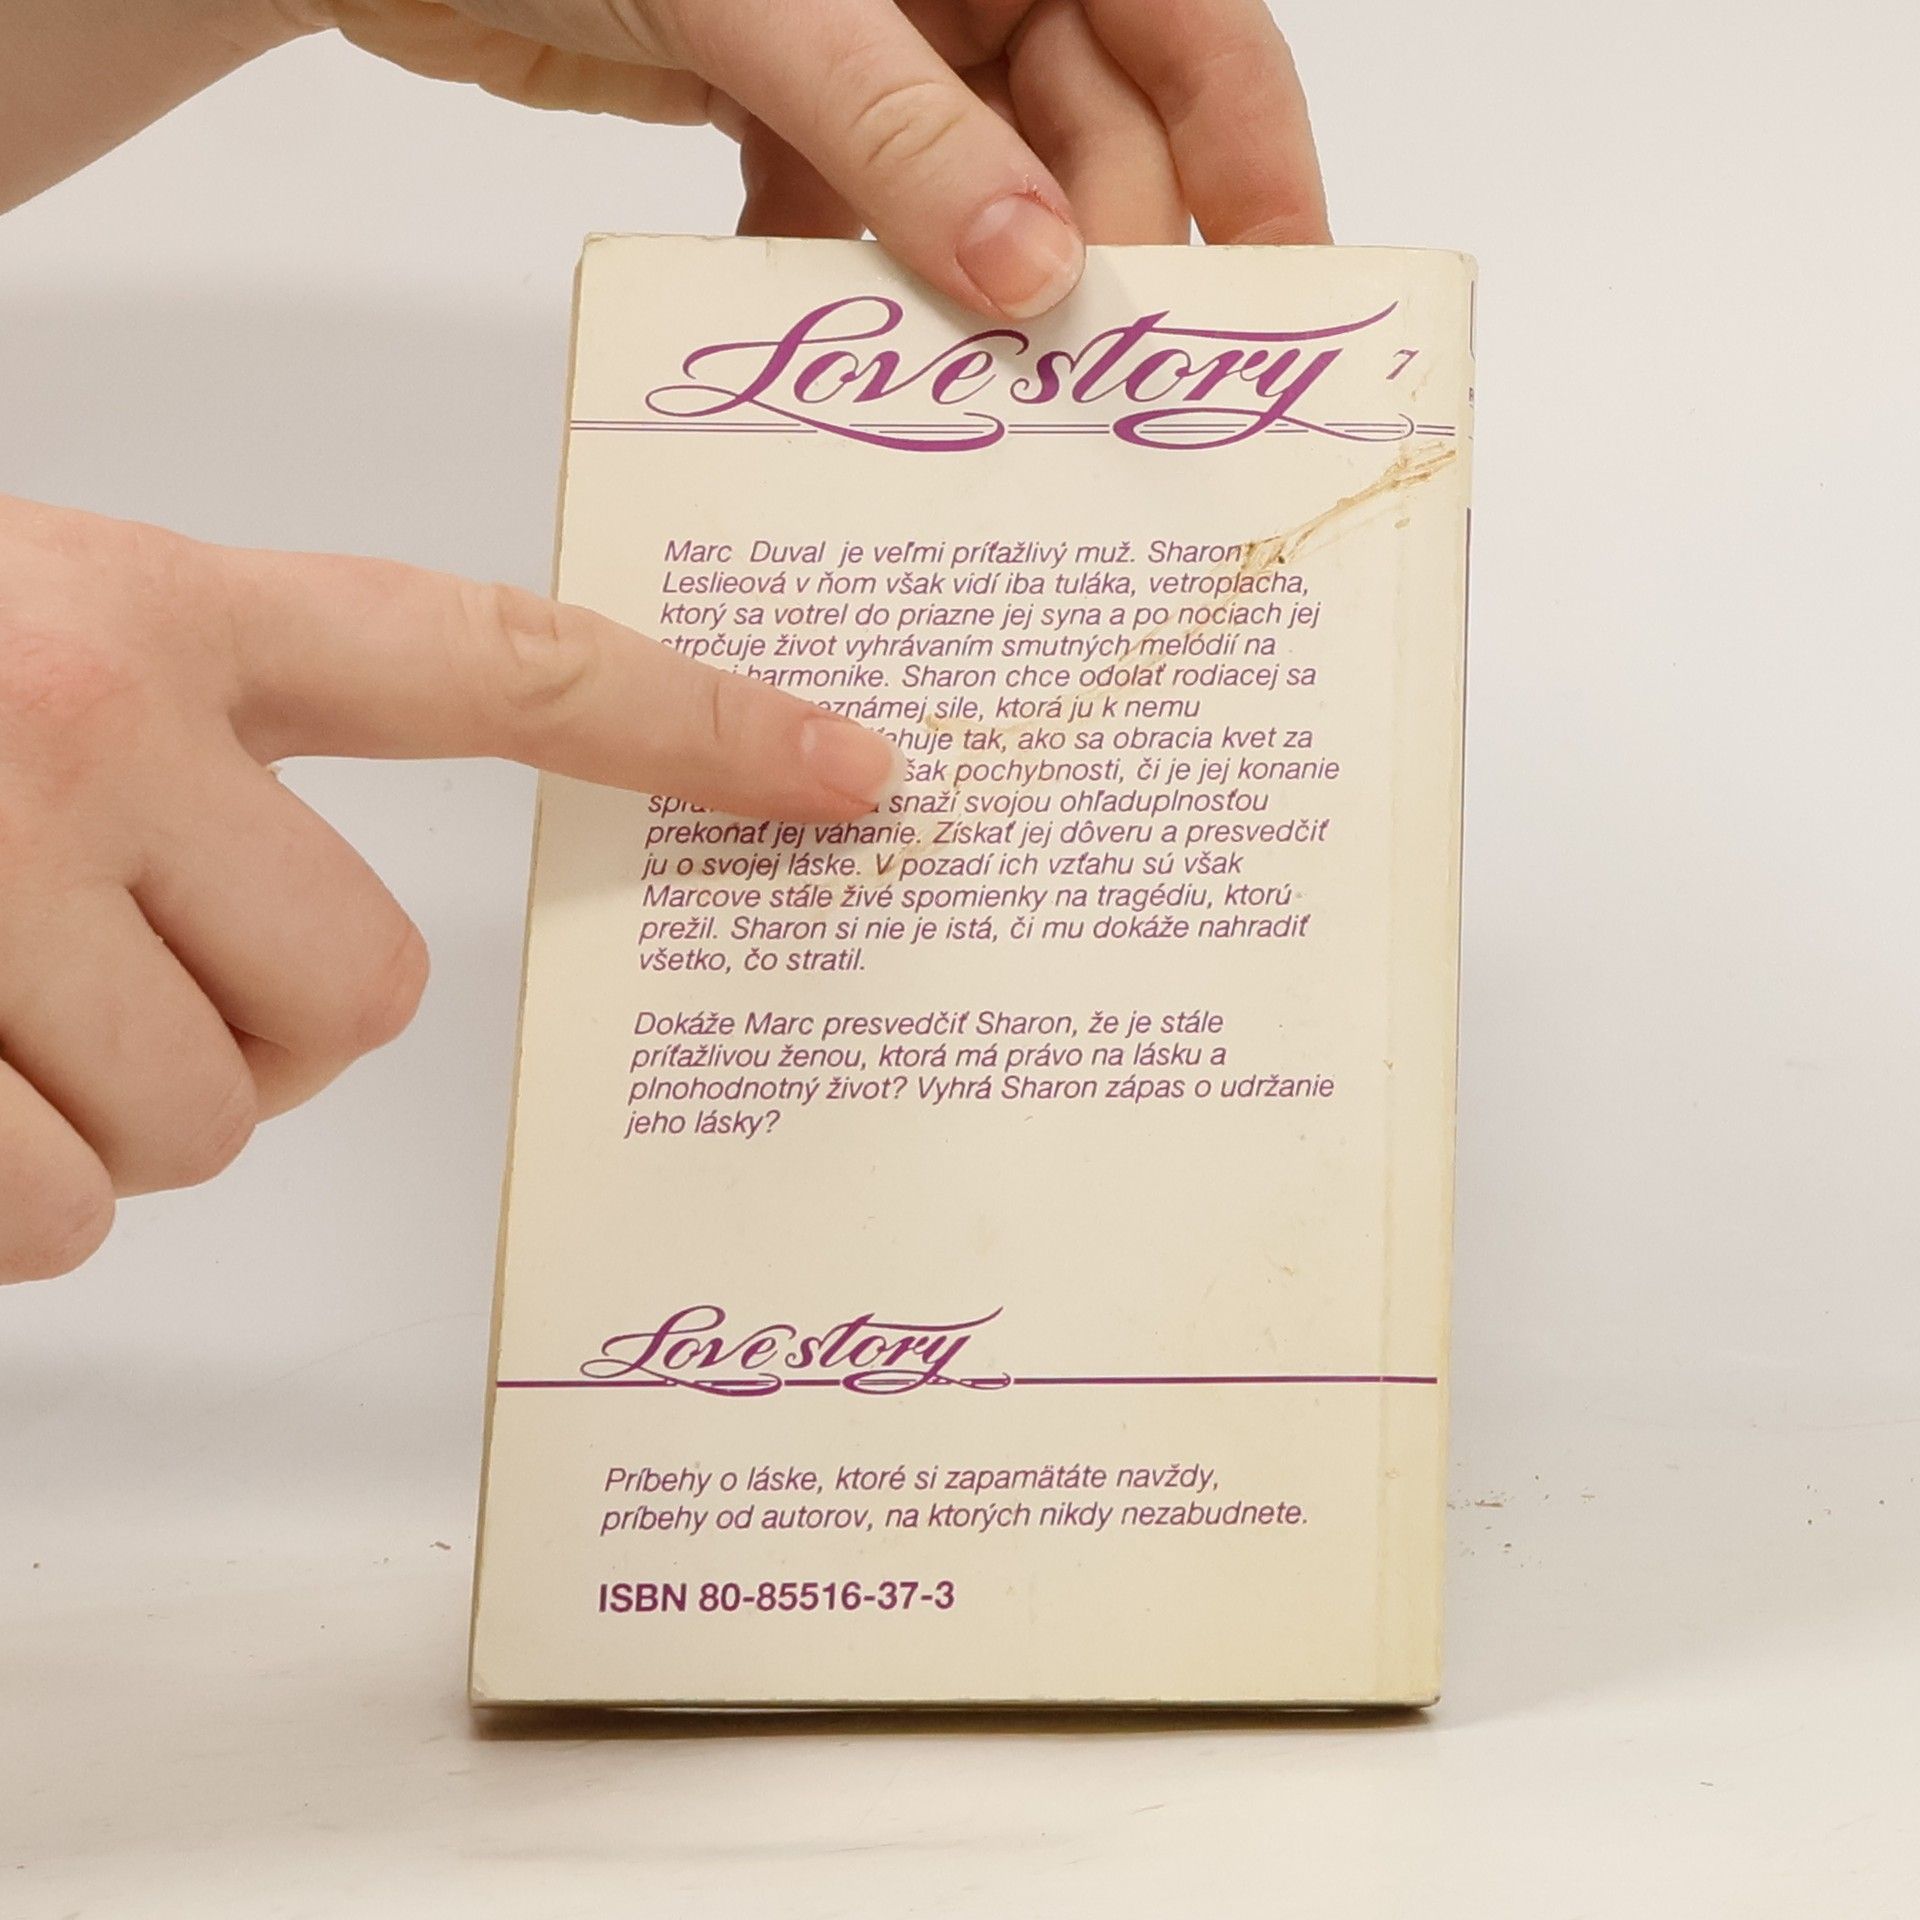 Love story 7
Marc Duval je veľmi príťažlivý muž. Sharon
Leslieová v ňom však vidí iba tuláka, vetroplacha,
ktorý sa votrel do priazne jej syna a po nociach jej
strpčuje život vyhrávaním smutných melódií na
harmonike. Sharon chce odolať rodiacej sa
sile, ktorá ju k nemu
tak, ako sa obracia kvet za
pochybnosti, či je jej konanie
snaží svojou ohľaduplnosťou
prekonať jej váhanie. Získať jej dôveru a presvedčiť
ju o svojej láske. V pozadí ich vzťahu sú však
Marcove stále živé spomienky na tragédiu, ktorú
prežil. Sharon si nie je istá, či mu dokáže nahradiť
všetko, čo stratil.
Dokáže Marc presvedčiť Sharon, že je stále
príťažlivou ženou, ktorá má právo na lásku a
plnohodnotný život? Vyhrá Sharon zápas o udržanie
jeho lásky?
Love story
Príbehy o láske, ktoré si zapamätáte navždy,
príbehy od autorov, na ktorých nikdy nezabudnete.
ISBN 80-85516-37-3